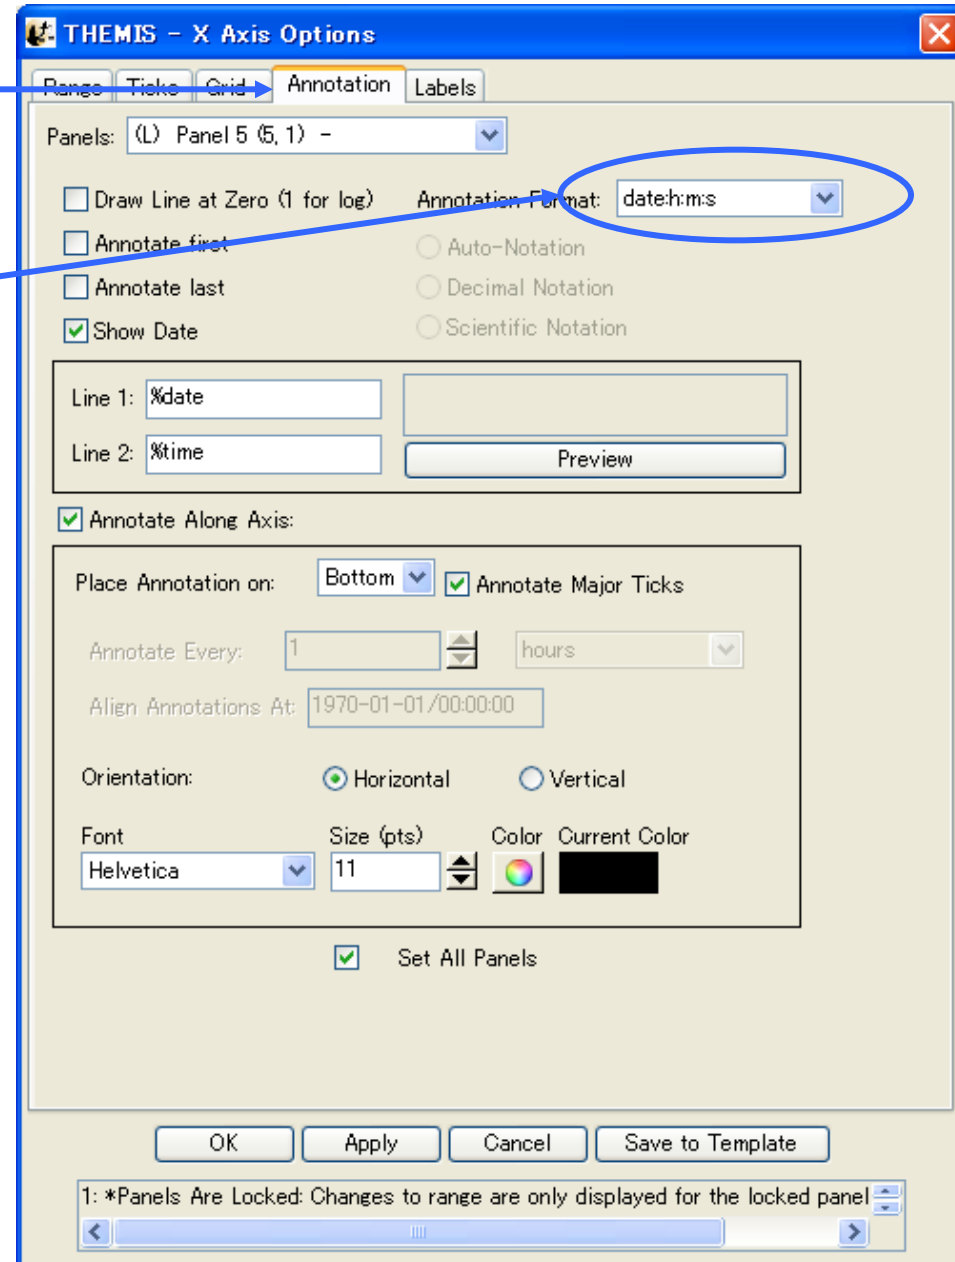 THEMIS - X Axis Options
Range Ticks Grid Annotation Labels
Panels: (L) Panel 5 (5, 1) -
Draw Line at Zero (1 for log) Annotation Format: date:h:m:s
Annotate first Auto-Notation
Annotate last Decimal Notation
Show Date Scientific Notation
Line 1: %date
Line 2: %time Preview
Annotate Along Axis:
Place Annotation on: Bottom Annotate Major Ticks
Annotate Every: 1 hours
Align Annotations At: 1970-01-01/00:00:00
Orientation: Horizontal Vertical
Font Size (pts) Color Current Color
Helvetica 11
Set All Panels
OK Apply Cancel Save to Template
1: *Panels Are Locked: Changes to range are only displayed for the locked panel